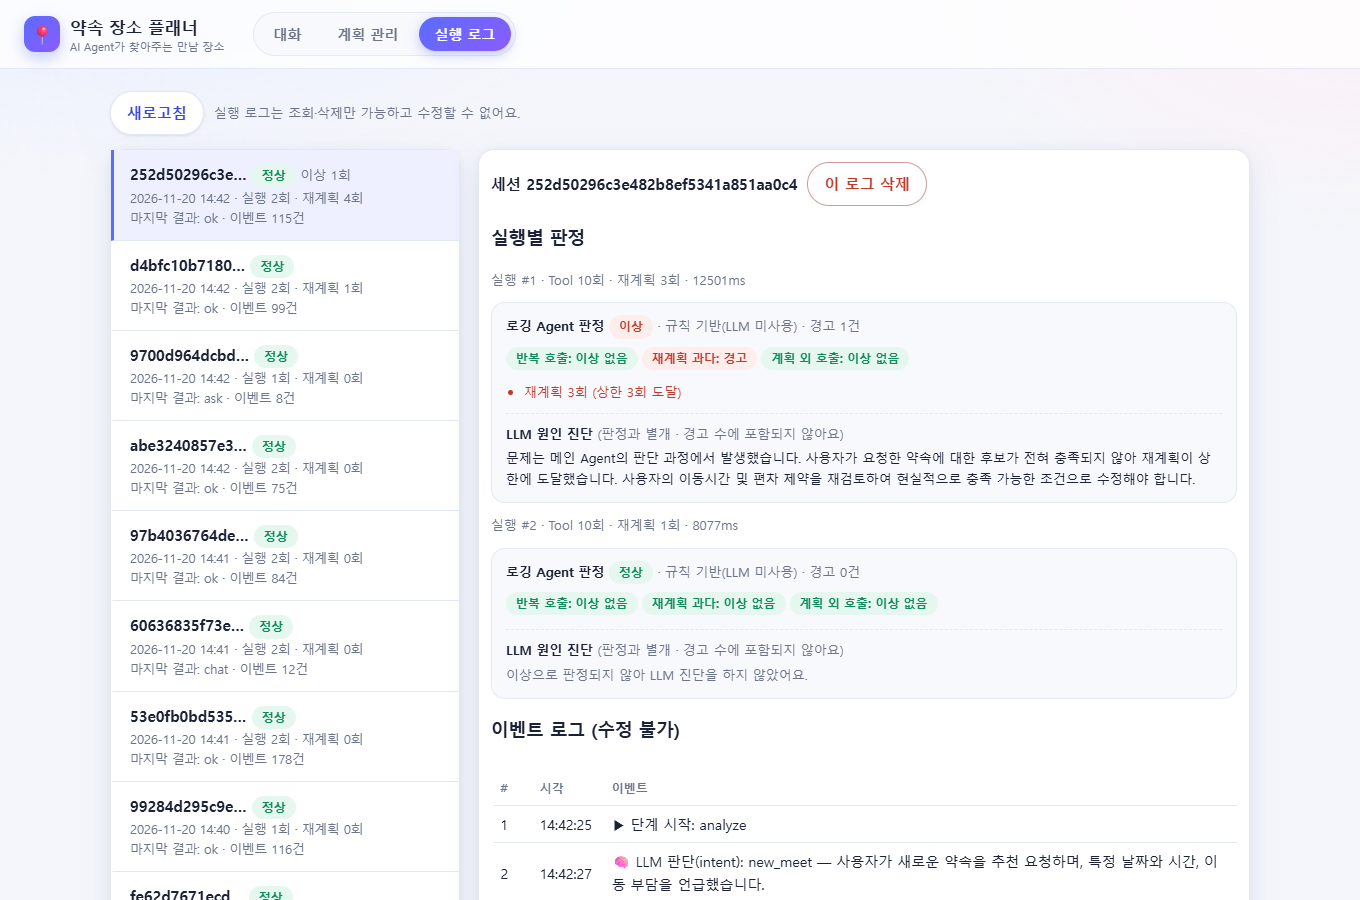 약속 장소 플래너
AI Agent가 찾아주는 만남 장소
대화
계획 관리
실행 로그
새로고침
실행 로그는 조회·삭제만 가능하고 수정할 수 없어요.
252d50296c3e... 정상 이상 1회
2026-11-20 14:42 · 실행 2회 · 재계획 4회
마지막 결과: ok · 이벤트 115건
d4bfc10b7180... 정상
2026-11-20 14:42 · 실행 2회 · 재계획 1회
마지막 결과: ok · 이벤트 99건
9700d964dcbd... 정상
2026-11-20 14:42 · 실행 1회 · 재계획 0회
마지막 결과: ask · 이벤트 8건
abe3240857e3... 정상
2026-11-20 14:42 · 실행 2회 · 재계획 0회
마지막 결과: ok · 이벤트 75건
97b4036764de... 정상
2026-11-20 14:41 · 실행 2회 · 재계획 0회
마지막 결과: ok · 이벤트 84건
60636835f73e... 정상
2026-11-20 14:41 · 실행 2회 · 재계획 0회
마지막 결과: chat · 이벤트 12건
53e0fb0bd535... 정상
2026-11-20 14:41 · 실행 2회 · 재계획 0회
마지막 결과: ok · 이벤트 178건
99284d295c9e... 정상
2026-11-20 14:40 · 실행 1회 · 재계획 0회
마지막 결과: ok · 이벤트 116건
fe62d7671ecd... 정상
세션 252d50296c3e482b8ef5341a851aa0c4 이 로그 삭제
실행별 판정
실행 #1 · Tool 10회 · 재계획 3회 · 12501ms
로깅 Agent 판정 이상 · 규칙 기반(LLM 미사용) · 경고 1건
반복 호출: 이상 없음 재계획 과다: 경고 계획 외 호출: 이상 없음
• 재계획 3회 (상한 3회 도달)
LLM 원인 진단 (판정과 별개 · 경고 수에 포함되지 않아요)
문제는 메인 Agent의 판단 과정에서 발생했습니다. 사용자가 요청한 약속에 대한 후보가 전혀 충족되지 않아 재계획이 상
한에 도달했습니다. 사용자의 이동시간 및 편차 제약을 재검토하여 현실적으로 충족 가능한 조건으로 수정해야 합니다.
실행 #2 · Tool 10회 · 재계획 1회 · 8077ms
로깅 Agent 판정 정상 · 규칙 기반(LLM 미사용) · 경고 0건
반복 호출: 이상 없음 재계획 과다: 이상 없음 계획 외 호출: 이상 없음
LLM 원인 진단 (판정과 별개 · 경고 수에 포함되지 않아요)
이상으로 판정되지 않아 LLM 진단을 하지 않았어요.
이벤트 로그 (수정 불가)
# 시각 이벤트
1 14:42:25 ▶ 단계 시작: analyze
2 14:42:27 🧠 LLM 판단(intent): new_meet — 사용자가 새로운 약속을 추천 요청하며, 특정 날짜와 시간, 이
동 부담을 언급했습니다.